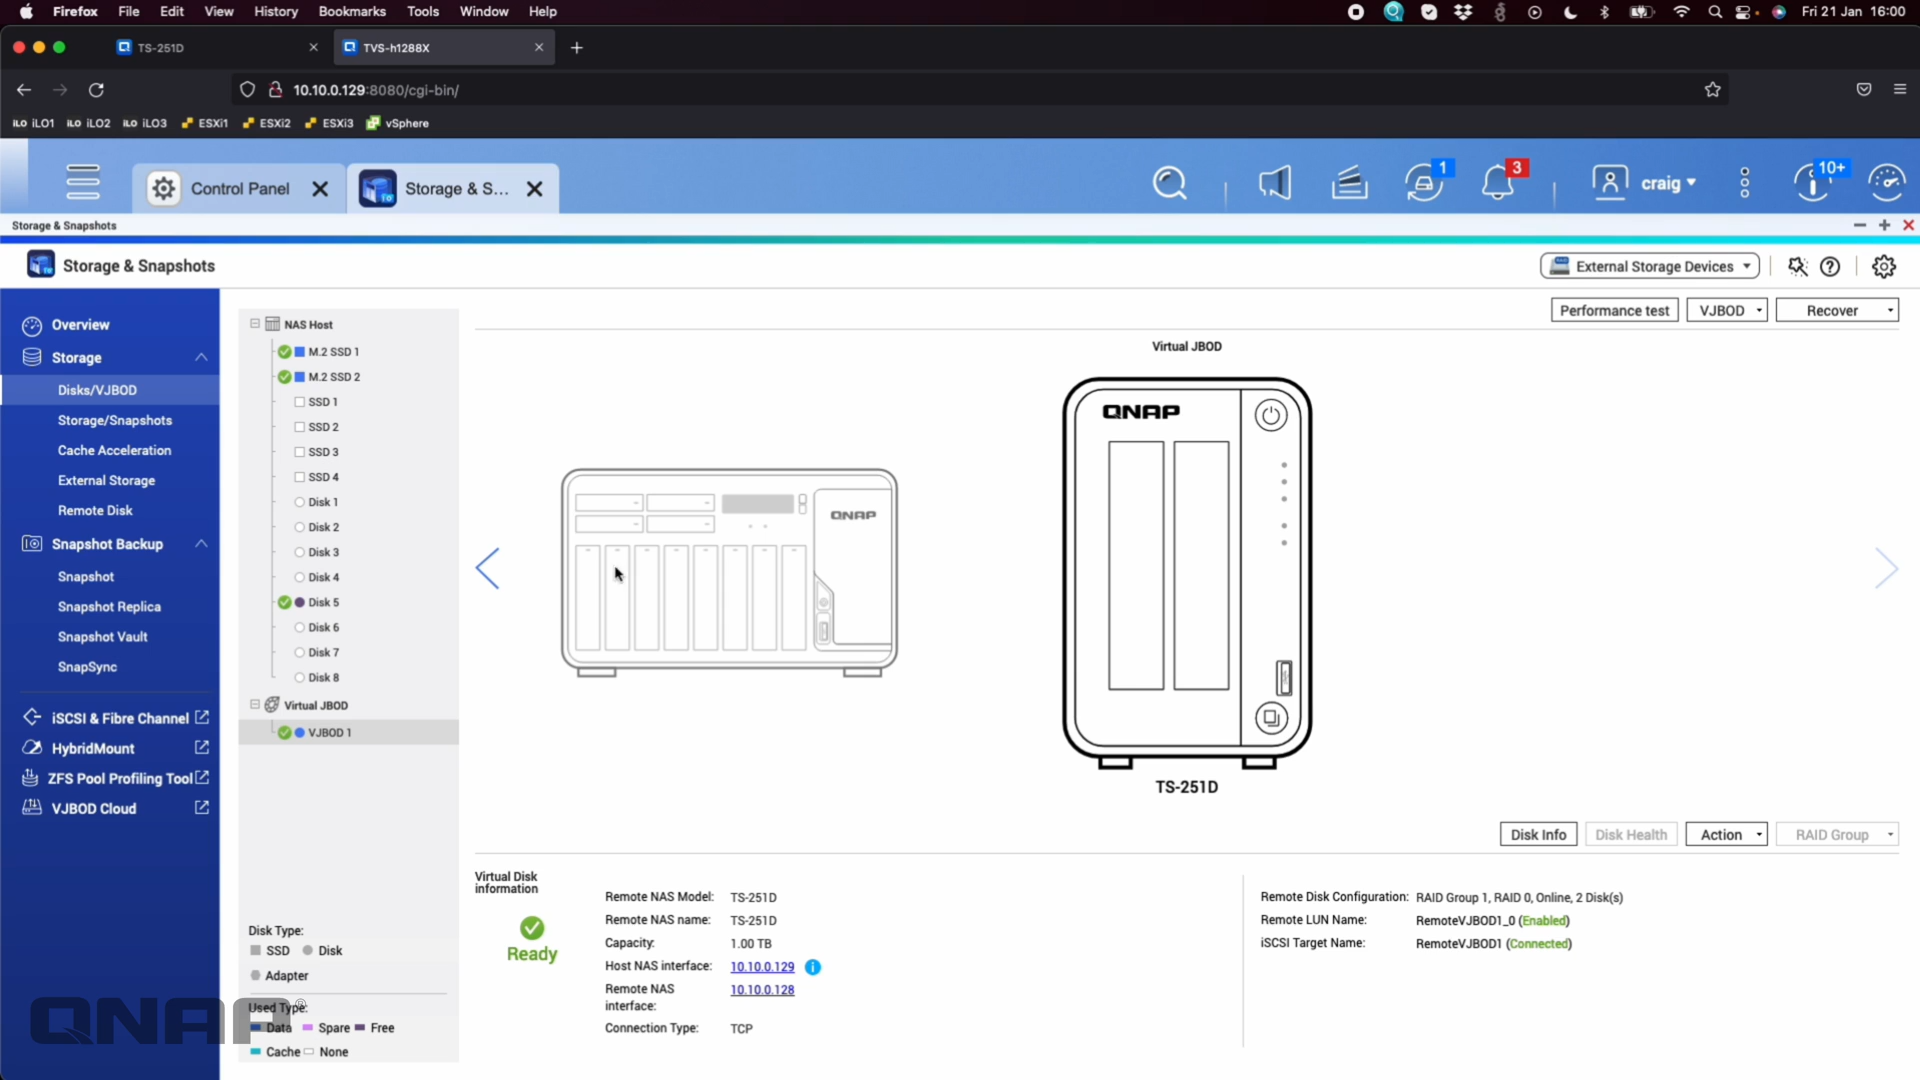 Firefox File Edit View History Bookmarks Tools Window Help Fri 21 Jan 16:00
TS-251D TVS-h1288X
10.10.0.129:8080/cgi-bin/
iLO iLO1 iLO iLO2 iLO iLO3 ESXi1 ESXi2 ESXi3 vSphere
Control Panel Storage & S... 1 3 craig 10+
Storage & Snapshots
Storage & Snapshots External Storage Devices
Performance test VJBOD Recover
Overview
Storage
Disks/VJBOD
Storage/Snapshots
Cache Acceleration
External Storage
Remote Disk
Snapshot Backup
Snapshot
Snapshot Replica
Snapshot Vault
SnapSync
iSCSI & Fibre Channel
HybridMount
ZFS Pool Profiling Tool
VJBOD Cloud
NAS Host
M.2 SSD 1
M.2 SSD 2
SSD 1
SSD 2
SSD 3
SSD 4
Disk 1
Disk 2
Disk 3
Disk 4
Disk 5
Disk 6
Disk 7
Disk 8
Virtual JBOD
VJBOD 1
Disk Type:
SSD Disk
Adapter
Used Type:
Data Spare Free
Cache None
QNAP®
Virtual JBOD
QNAP
QNAP
TS-251D
Disk Info Disk Health Action RAID Group
Virtual Disk
information
Ready
Remote NAS Model: TS-251D
Remote NAS name: TS-251D
Capacity: 1.00 TB
Host NAS interface: 10.10.0.129
Remote NAS
interface: 10.10.0.128
Connection Type: TCP
Remote Disk Configuration: RAID Group 1, RAID 0, Online, 2 Disk(s)
Remote LUN Name: RemoteVJBOD1_0 (Enabled)
iSCSI Target Name: RemoteVJBOD1 (Connected)